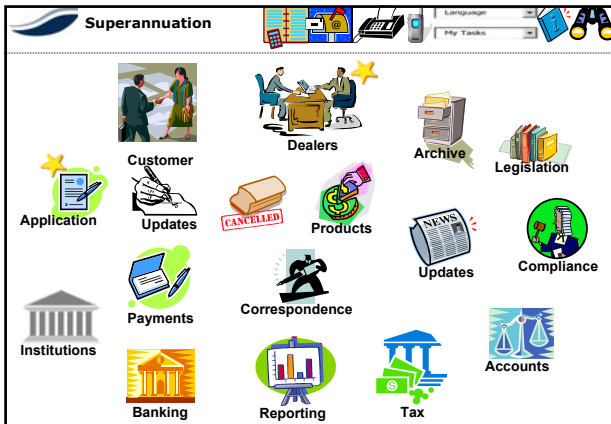 Superannuation
Language
My Tasks
Customer
Dealers
Archive
Legislation
Application
Updates
CANCELLED
Products
NEWS
Updates
Compliance
Payments
Correspondence
Institutions
Accounts
Banking
Reporting
Tax